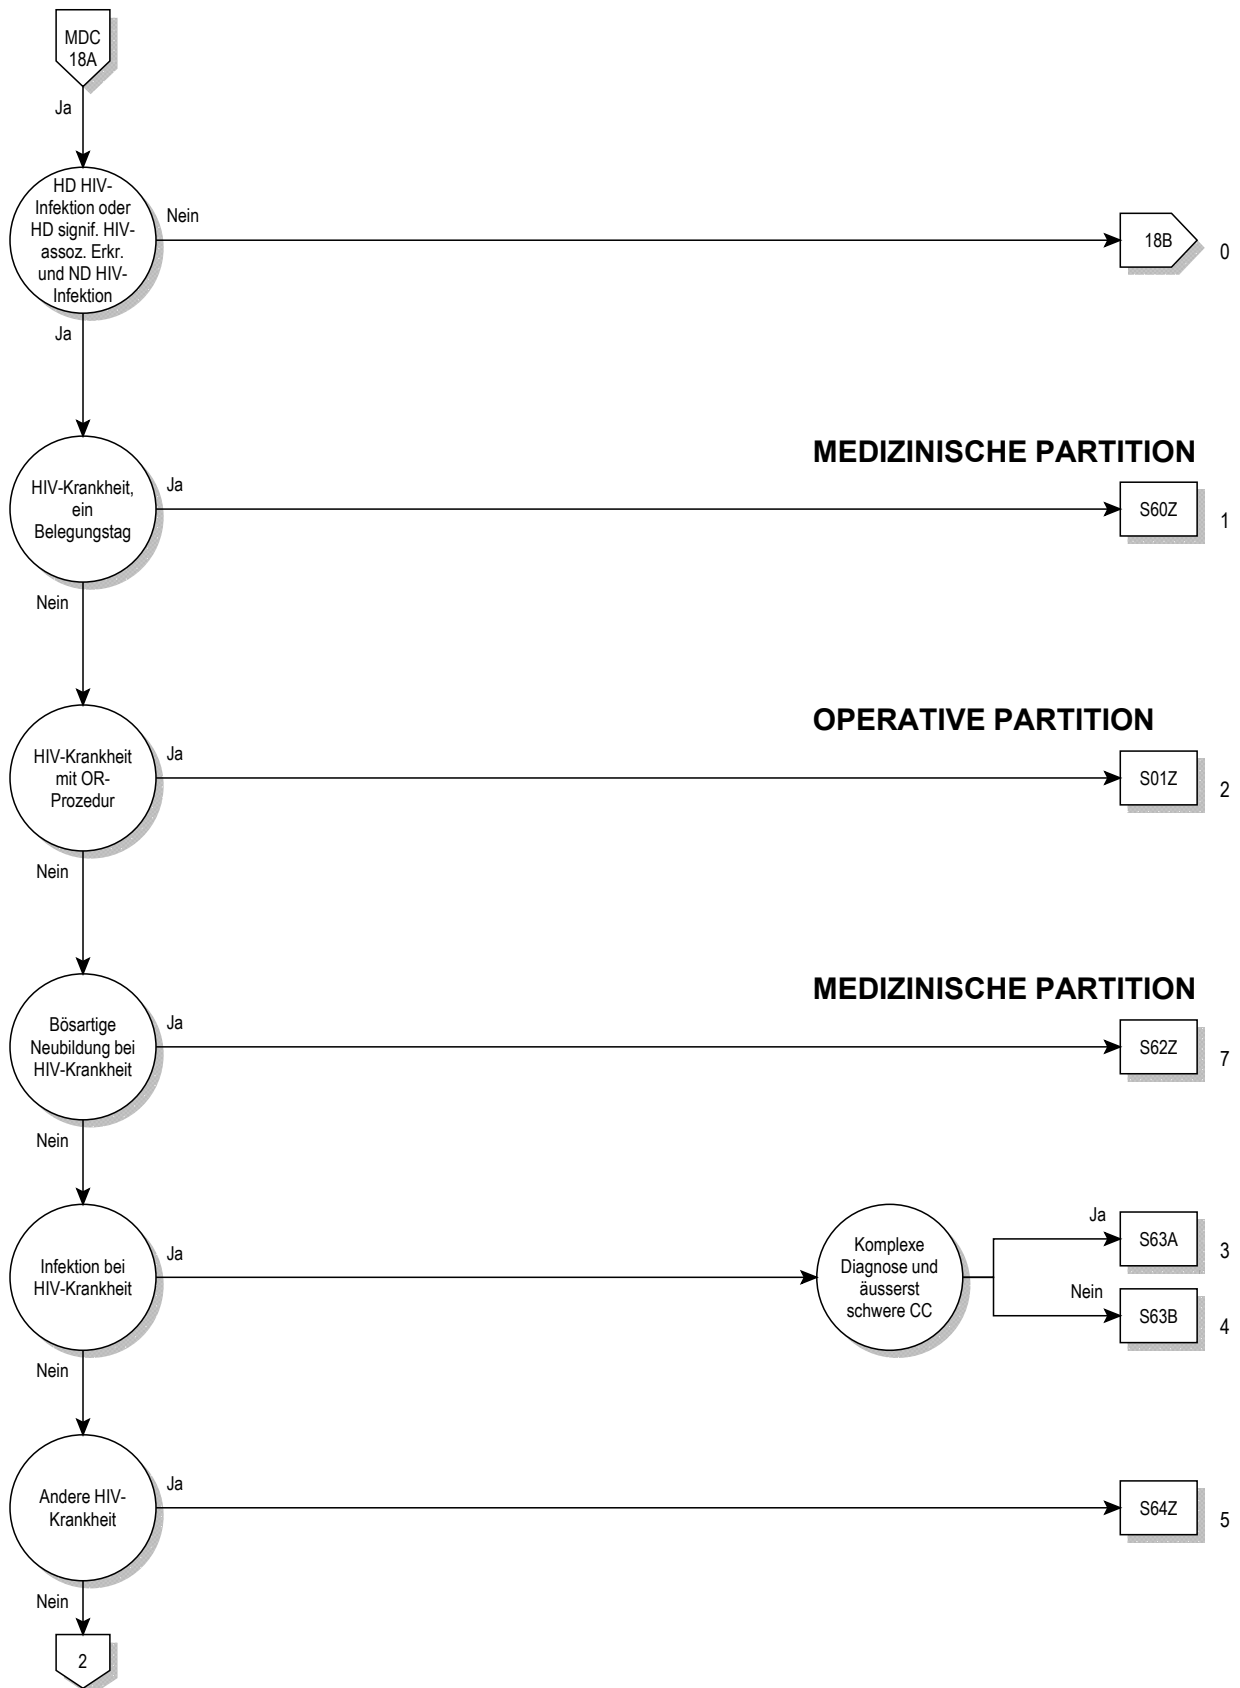 MDC
18A
Ja
HD HIV-
Infektion oder
HD signif. HIV-
assoz. Erkr.
und ND HIV-
Infektion
Nein
18B
0
Ja
MEDIZINISCHE PARTITION
HIV-Krankheit,
ein
Belegungstag
Ja
S60Z
1
Nein
OPERATIVE PARTITION
HIV-Krankheit
mit OR-
Prozedur
Ja
S01Z
2
Nein
MEDIZINISCHE PARTITION
Bösartige
Neubildung bei
HIV-Krankheit
Ja
S62Z
7
Nein
Infektion bei
HIV-Krankheit
Ja
Komplexe
Diagnose und
äusserst
schwere CC
Ja
S63A
3
Nein
S63B
4
Nein
Andere HIV-
Krankheit
Ja
S64Z
5
Nein
2